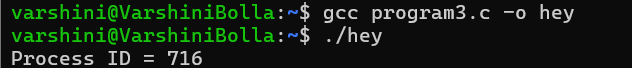 varshini@VarshiniBolla:~$ gcc program3.c -o hey
varshini@VarshiniBolla:~$ ./hey
Process ID = 716